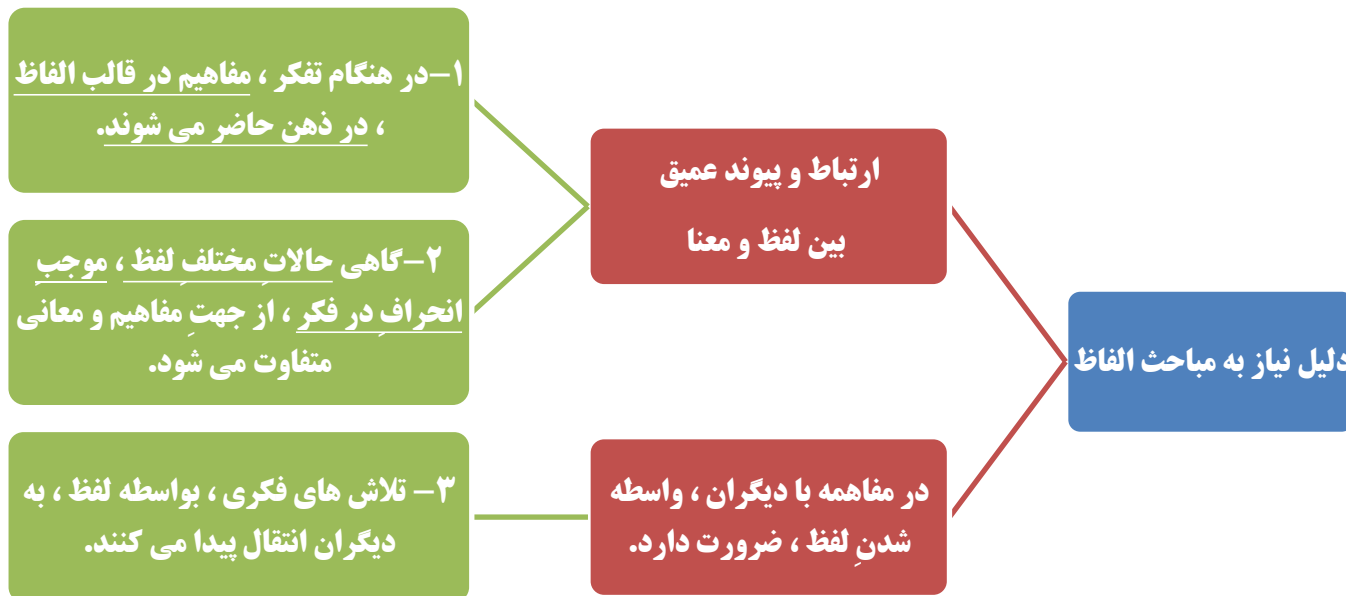 دلیل نیاز به مباحث الفاظ
ارتباط و پیوند عمیق
بین لفظ و معنا
۱-در هنگام تفکر ، مفاهیم در قالب الفاظ
، در ذهن حاضر می شوند.
۲-گاهی حالاتِ مختلفِ لفظ ، موجبِ
انحرافِ در فکر ، از جهتِ مفاهیم و معانی
متفاوت می شود.
در مفاهمه با دیگران ، واسطه
شدنِ لفظ ، ضرورت دارد.
۳- تلاش های فکری ، بواسطه لفظ ، به
دیگران انتقال پیدا می کنند.